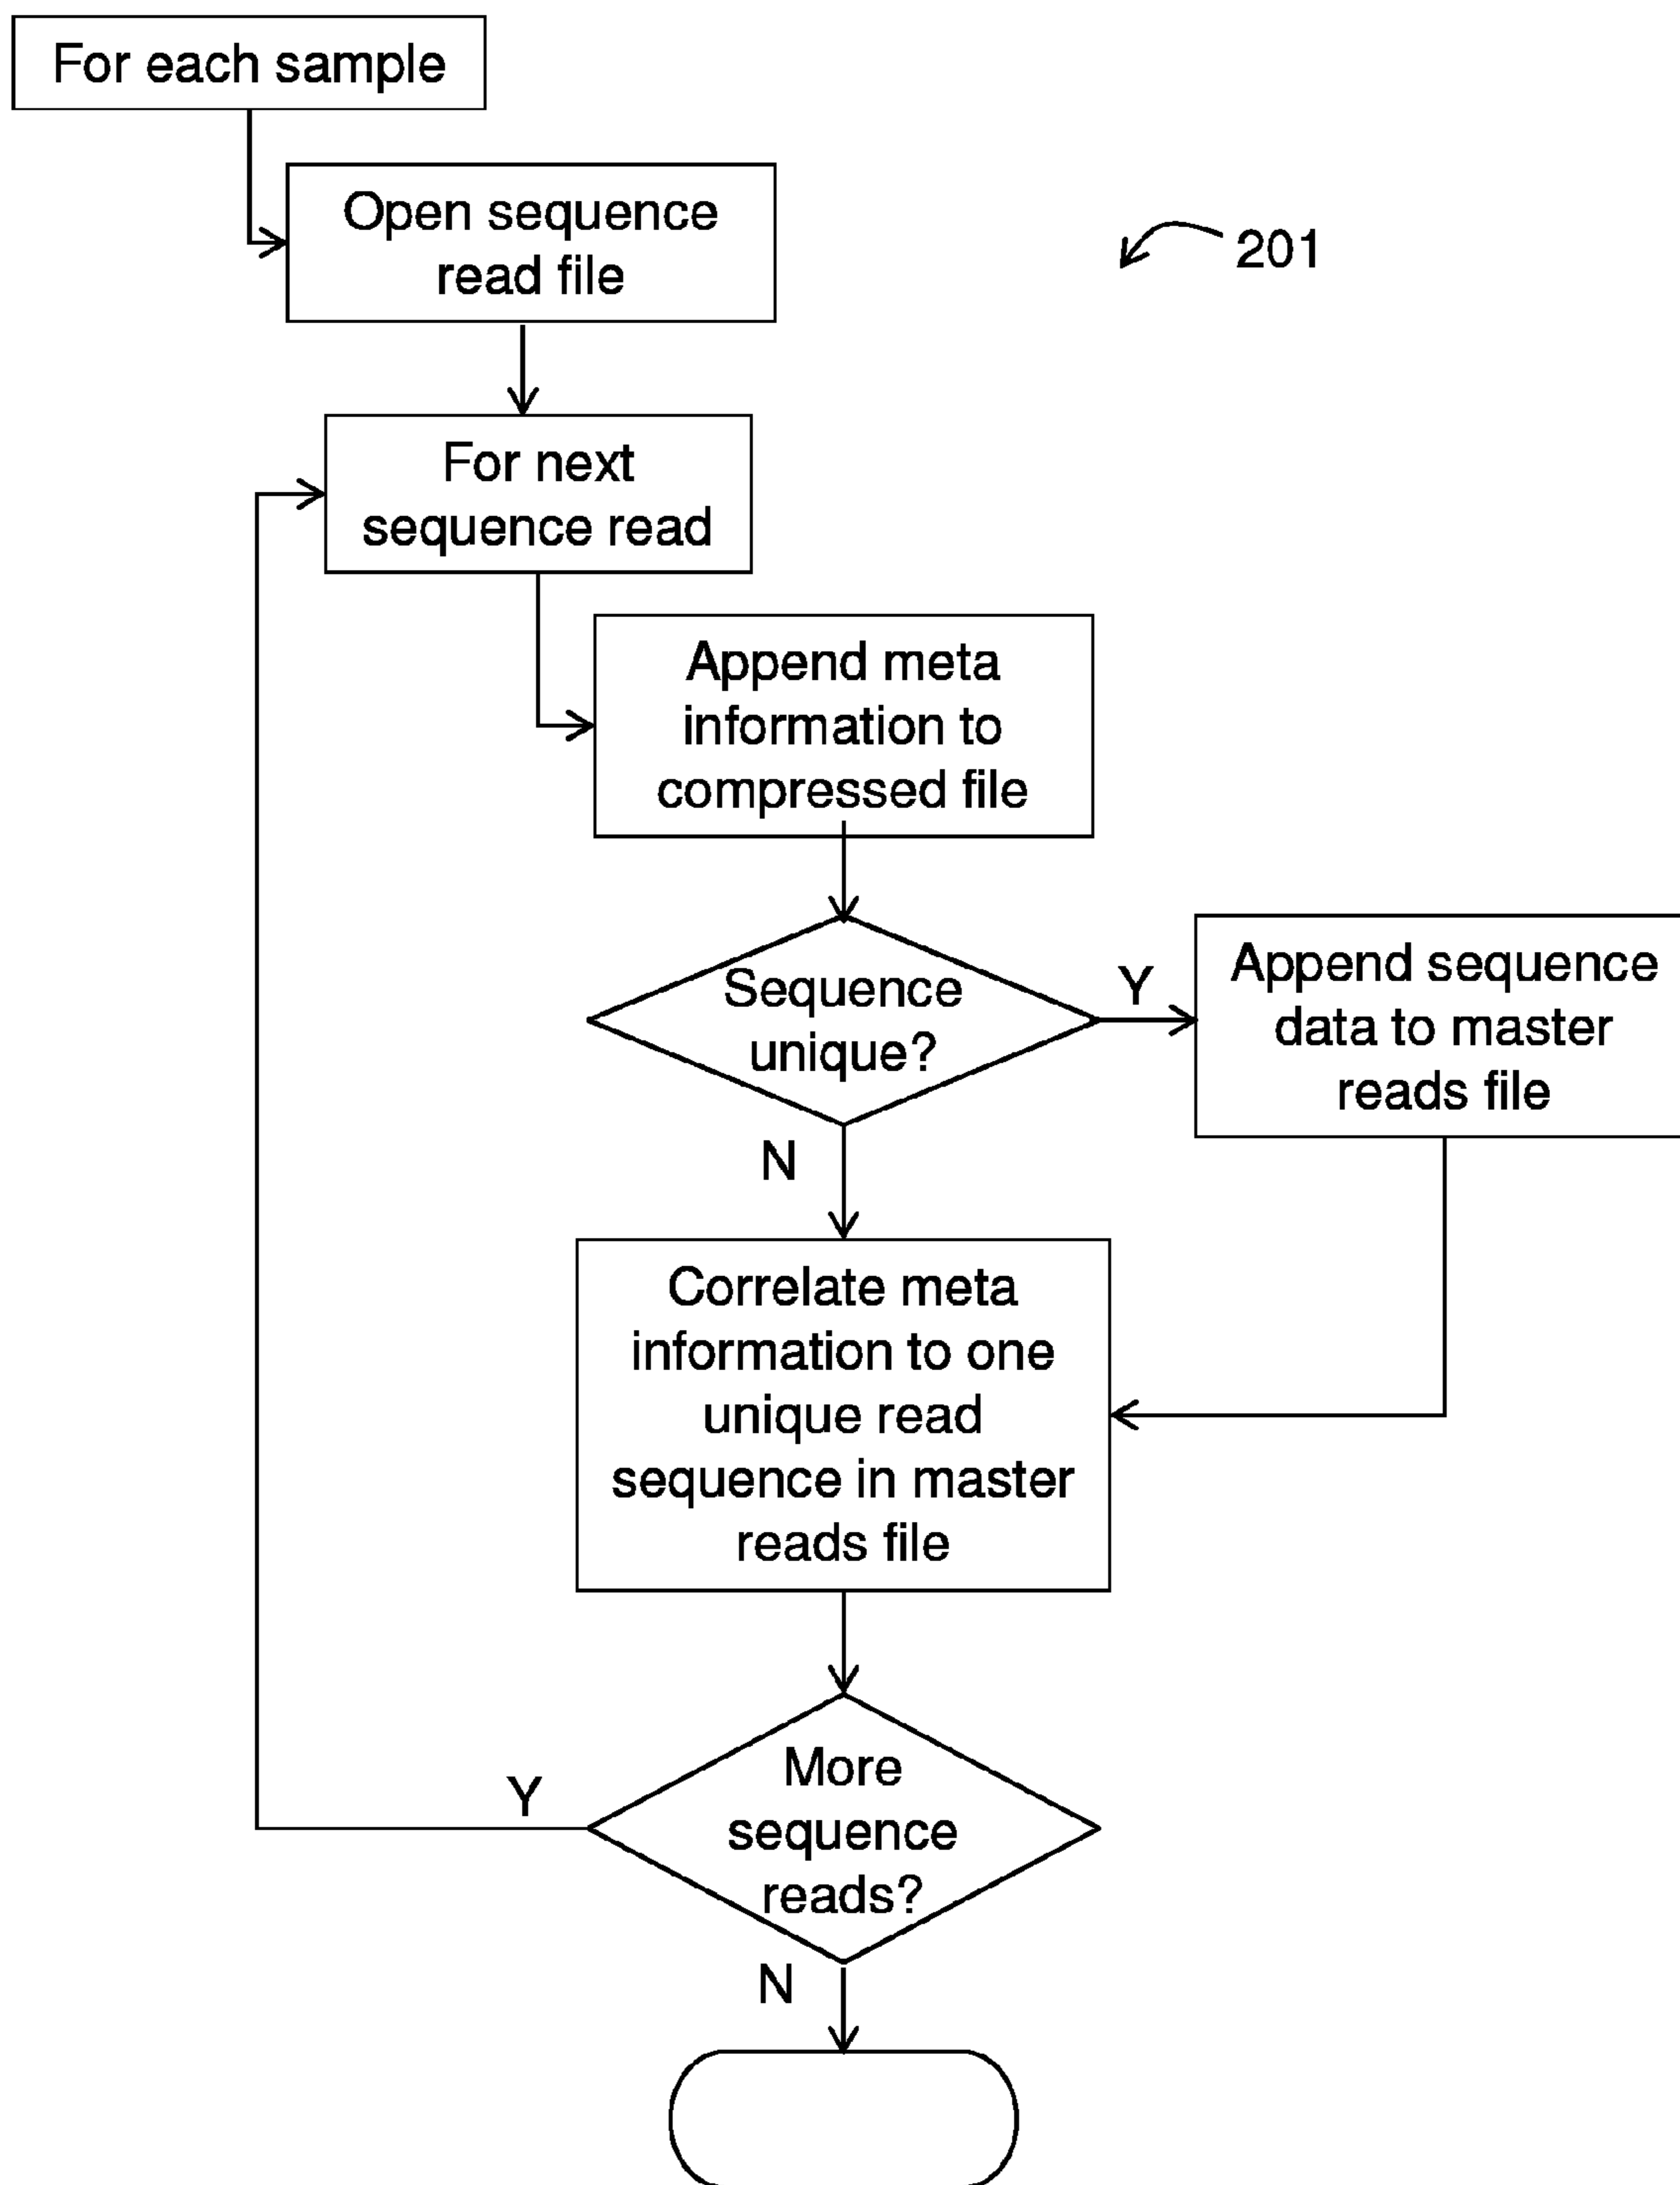 For each sample
Open sequence
read file
201
For next
sequence read
Append meta
information to
compressed file
Sequence
unique?
Y
Append sequence
data to master
reads file
N
Correlate meta
information to one
unique read
sequence in master
reads file
More
sequence
reads?
Y
N